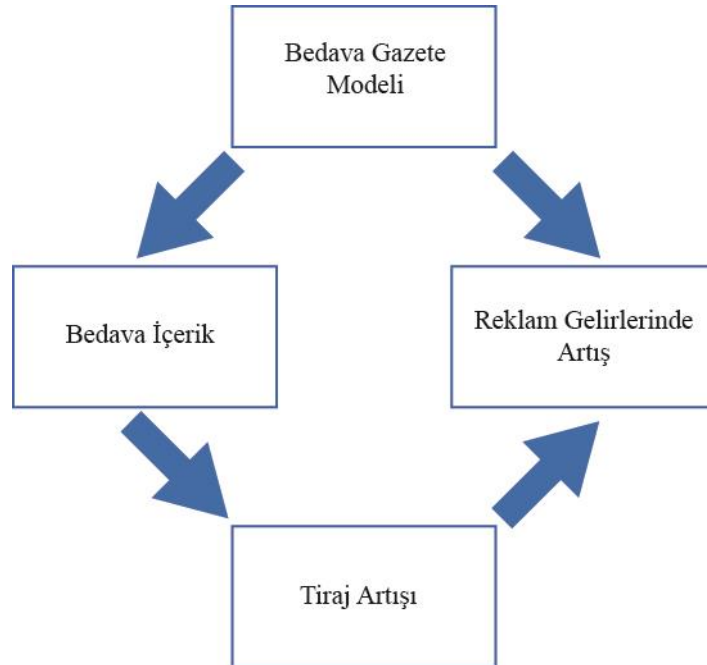 Bedava Gazete
Modeli
Bedava İçerik
Reklam Gelirlerinde
Artış
Tiraj Artışı